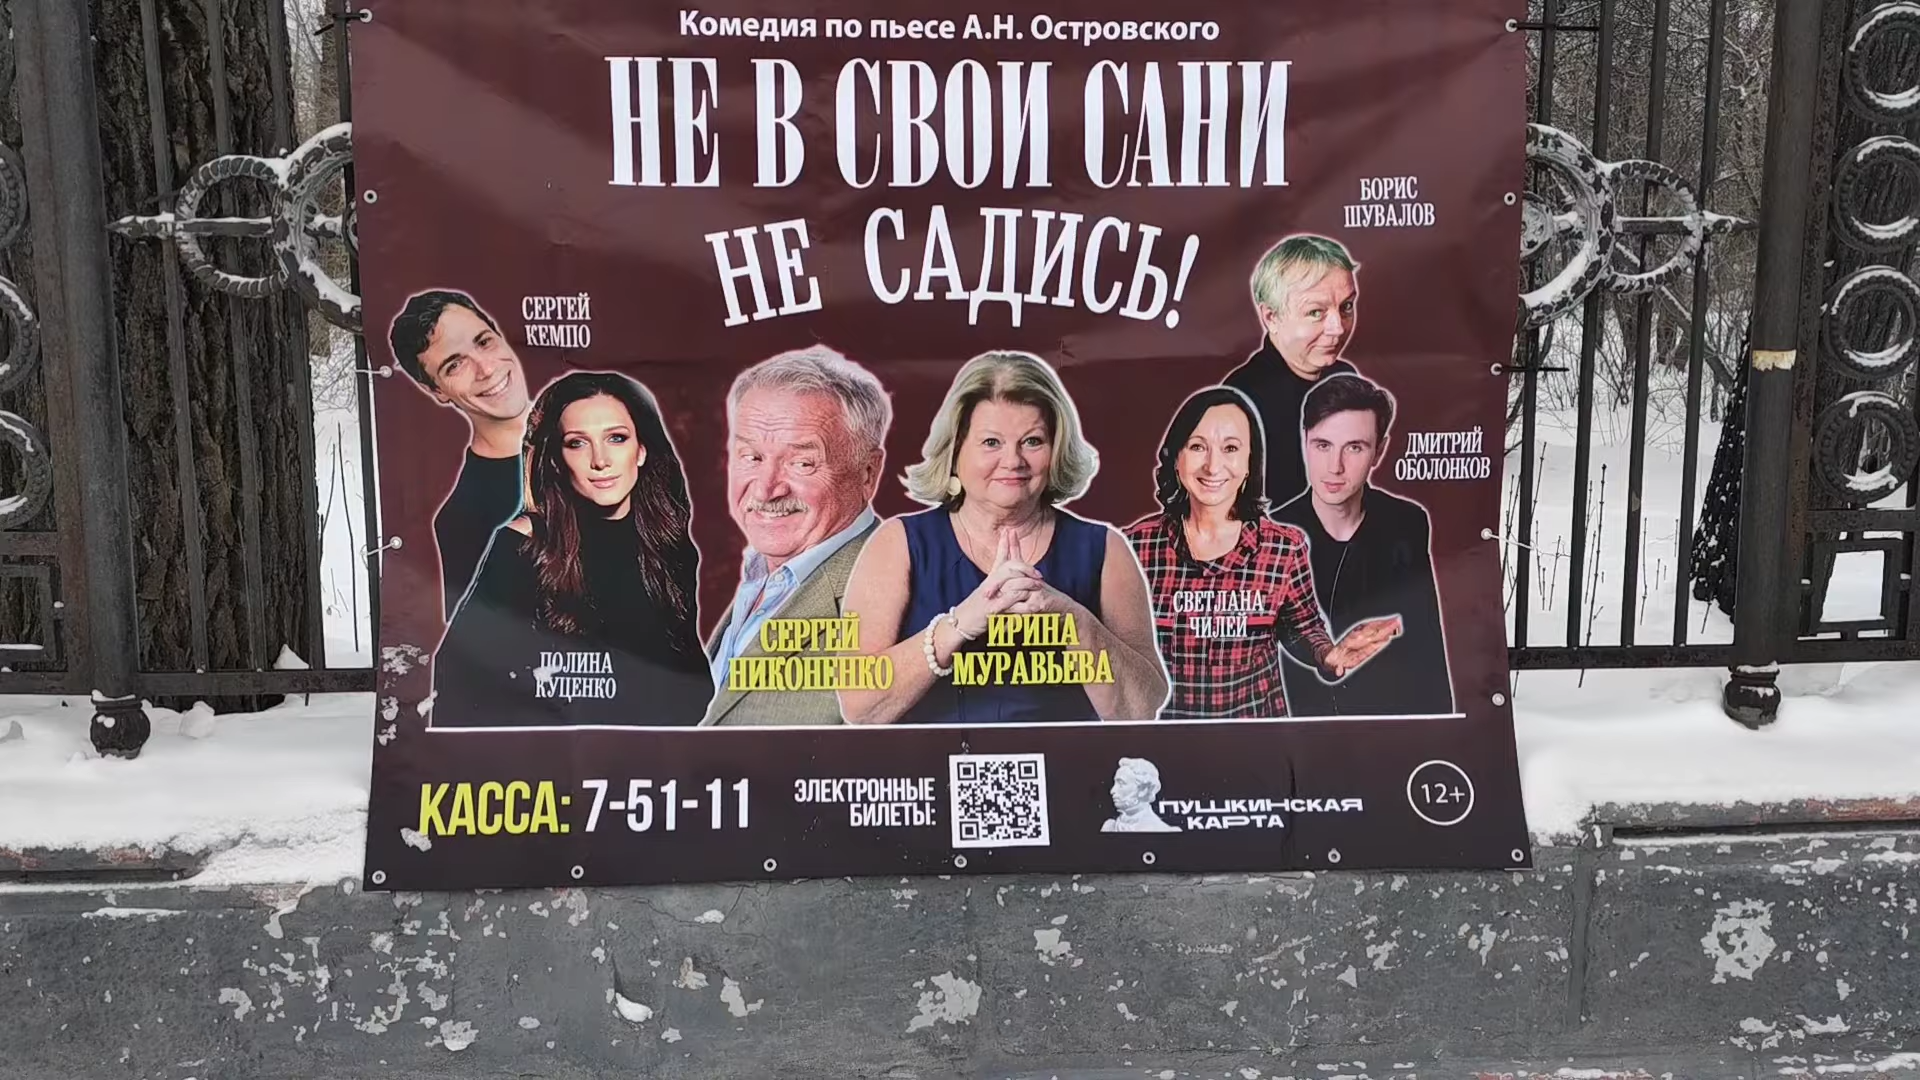 Комедия по пьесе А.Н. Островского
НЕ В СВОИ САНИ
НЕ САДИСЬ!
БОРИС
ШУВАЛОВ
СЕРГЕЙ
КЕМПО
ДМИТРИЙ
ОБОЛОНКОВ
СВЕТЛАНА
ЧИЛЕЙ
СЕРГЕЙ
НИКОНЕНКО
ИРИНА
МУРАВЬЕВА
ПОЛИНА
КУЦЕНКО
КАССА: 7-51-11
ЭЛЕКТРОННЫЕ
БИЛЕТЫ:
ПУШКИНСКАЯ
КАРТА
12+